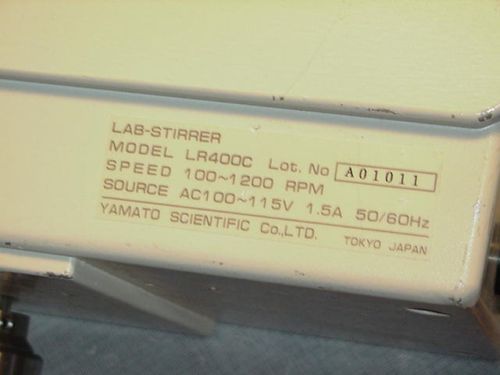 LAB-STIRRER
MODEL LR400C Lot. No A01011
SPEED 100~1200 RPM
SOURCE AC100~115V 1.5A 50/60Hz
YAMATO SCIENTIFIC Co.,LTD. TOKYO JAPAN